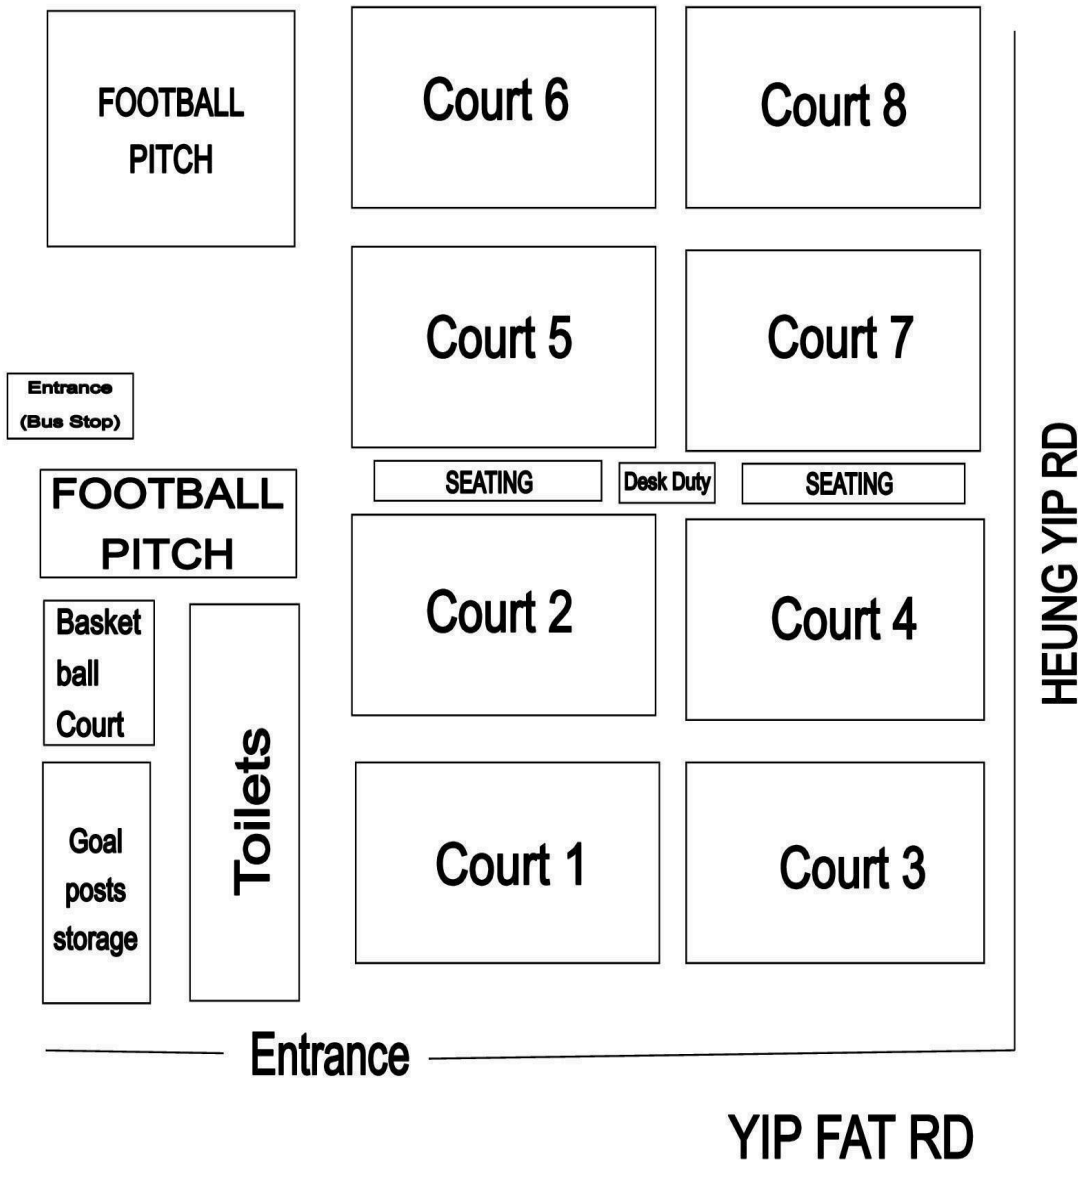 FOOTBALL
PITCH
Court 6
Court 8
Court 5
Court 7
Entrance
(Bus Stop)
SEATING
Desk Duty
SEATING
FOOTBALL
PITCH
Court 2
Court 4
HEUNG YIP RD
Basket
ball
Court
Toilets
Goal
posts
storage
Court 1
Court 3
Entrance
YIP FAT RD